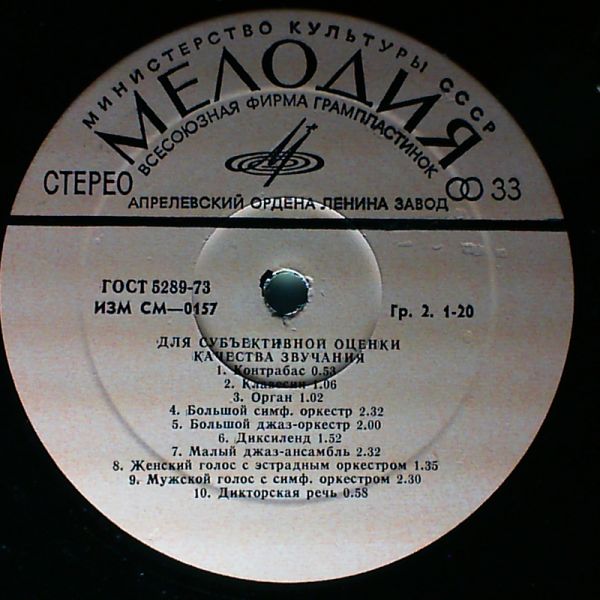 МИНИСТЕРСТВО КУЛЬТУРЫ СССР
МЕЛОДИЯ
ВСЕСОЮЗНАЯ ФИРМА ГРАМПЛАСТИНОК
СТЕРЕО
33
АПРЕЛЕВСКИЙ ОРДЕНА ЛЕНИНА ЗАВОД
ГОСТ 5289-73
ИЗМ СМ—0157
Гр. 2. 1-20
ДЛЯ СУБЪЕКТИВНОЙ ОЦЕНКИ
КАЧЕСТВА ЗВУЧАНИЯ
1. Контрабас 0.53
2. Клавесин 1.06
3. Орган 1.02
4. Большой симф. оркестр 2.32
5. Большой джаз-оркестр 2.00
6. Диксиленд 1.52
7. Малый джаз-ансамбль 2.32
8. Женский голос с эстрадным оркестром 1.35
9. Мужской голос с симф. оркестром 2.30
10. Дикторская речь 0.58